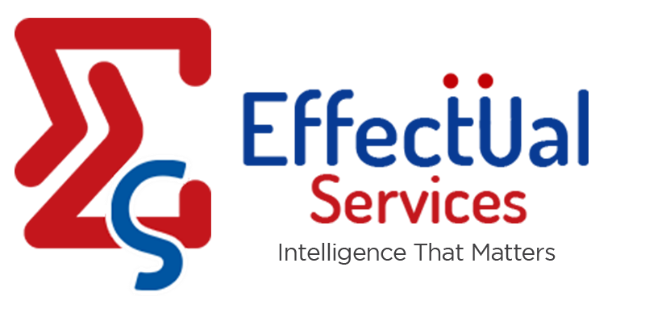 EffectUal
Services
Intelligence That Matters